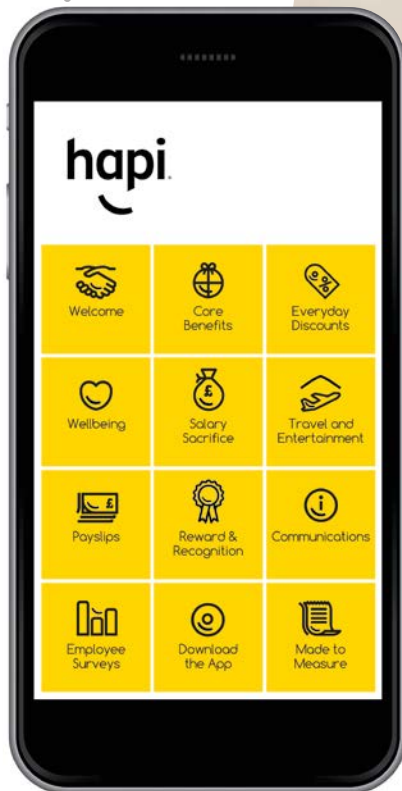 hapi.
Welcome
Core
Benefits
Everyday
Discounts
%
Wellbeing
£
Salary
Sacrifice
Travel and
Entertainment
£
Payslips
Reward &
Recognition
i
Communications
Employee
Surveys
Download
the App
Made to
Measure